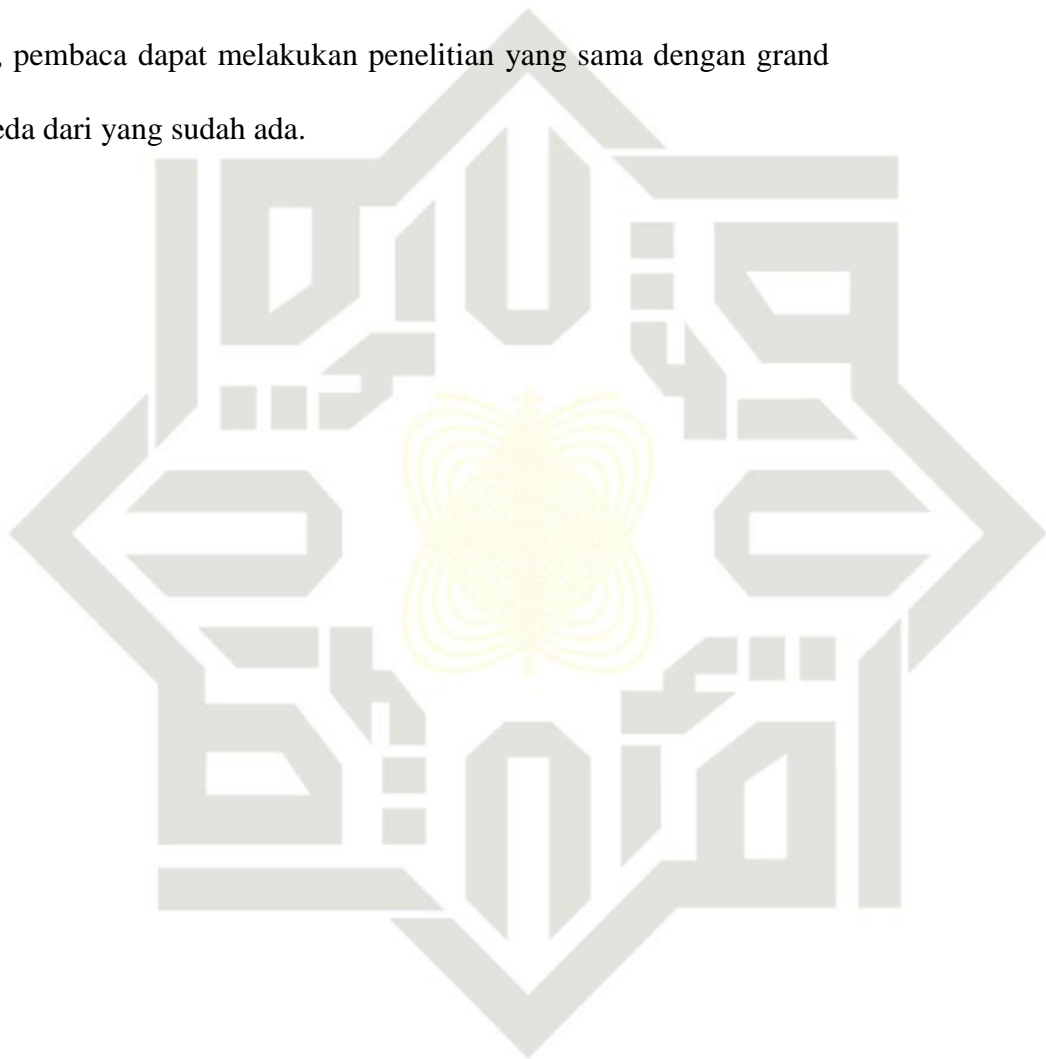 , pembaca dapat melakukan penelitian yang sama dengan grand
eda dari yang sudah ada.